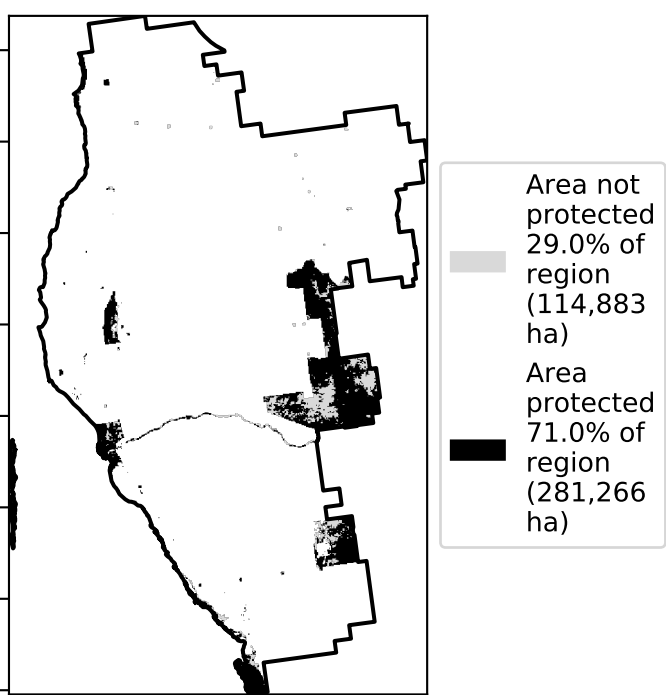 Area not
protected
29.0% of
region
(114,883
ha)
Area
protected
71.0% of
region
(281,266
ha)